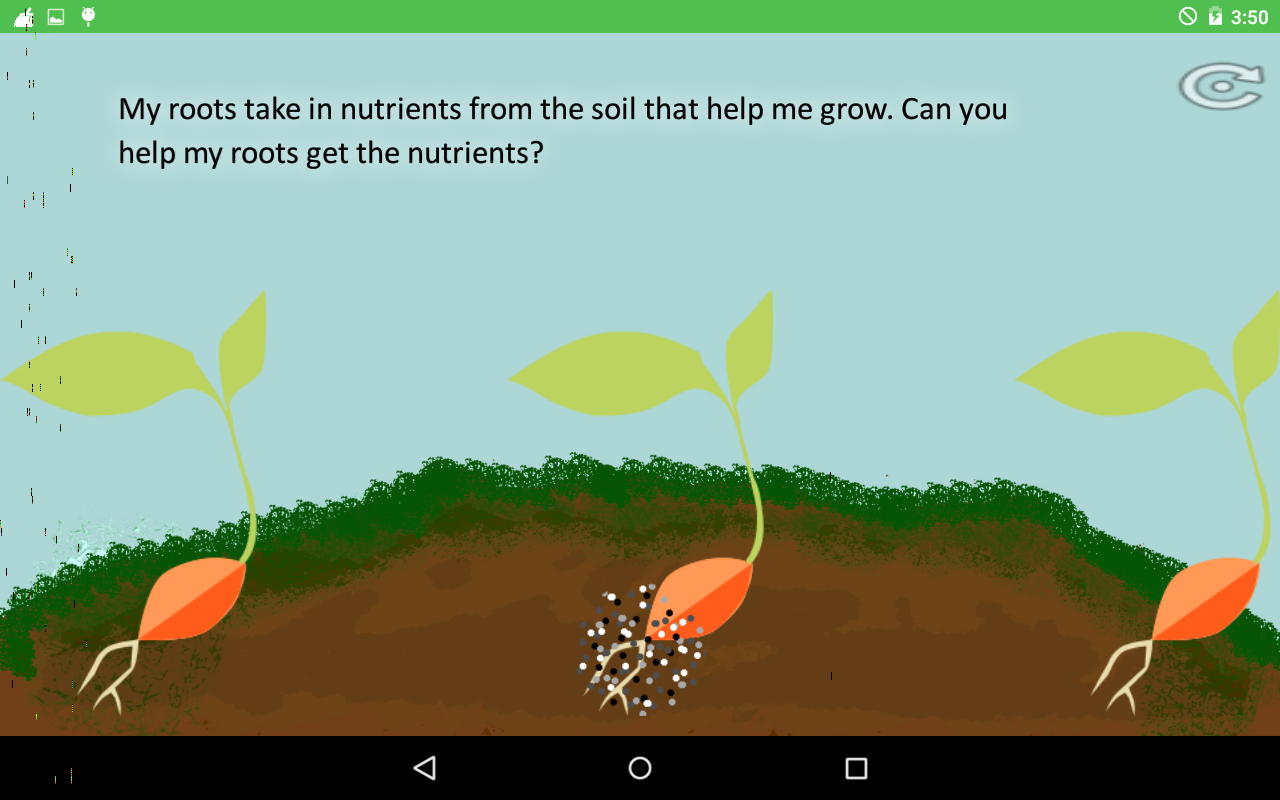 3:50
My roots take in nutrients from the soil that help me grow. Can you
help my roots get the nutrients?